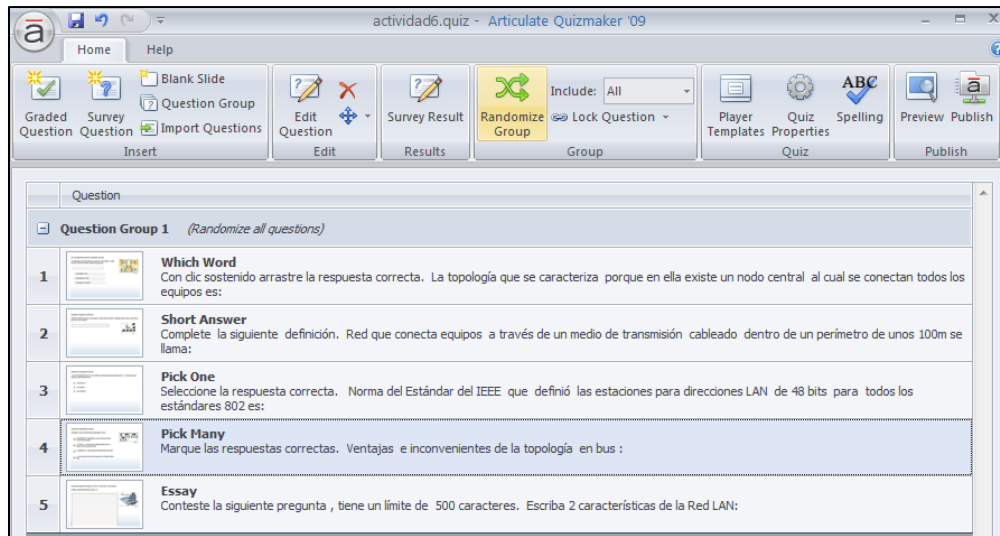 actividad6.quiz - Articulate Quizmaker '09
Home Help
Graded Question
Survey Question
Blank Slide
Question Group
Import Questions
Insert
Edit Question
Edit
Survey Result
Results
Randomize Group
Include: All
Lock Question
Group
Player Templates
Quiz Properties
ABC
Spelling
Quiz
Preview
Publish
Publish
Question
Question Group 1 (Randomize all questions)
1
Which Word
Con clic sostenido arrastre la respuesta correcta. La topología que se caracteriza porque en ella existe un nodo central al cual se conectan todos los
equipos es:
2
Short Answer
Complete la siguiente definición. Red que conecta equipos a través de un medio de transmisión cableado dentro de un perímetro de unos 100m se
llama:
3
Pick One
Seleccione la respuesta correcta. Norma del Estándar del IEEE que definió las estaciones para direcciones LAN de 48 bits para todos los
estándares 802 es:
4
Pick Many
Marque las respuestas correctas. Ventajas e inconvenientes de la topología en bus :
5
Essay
Conteste la siguiente pregunta , tiene un límite de 500 caracteres. Escriba 2 características de la Red LAN: